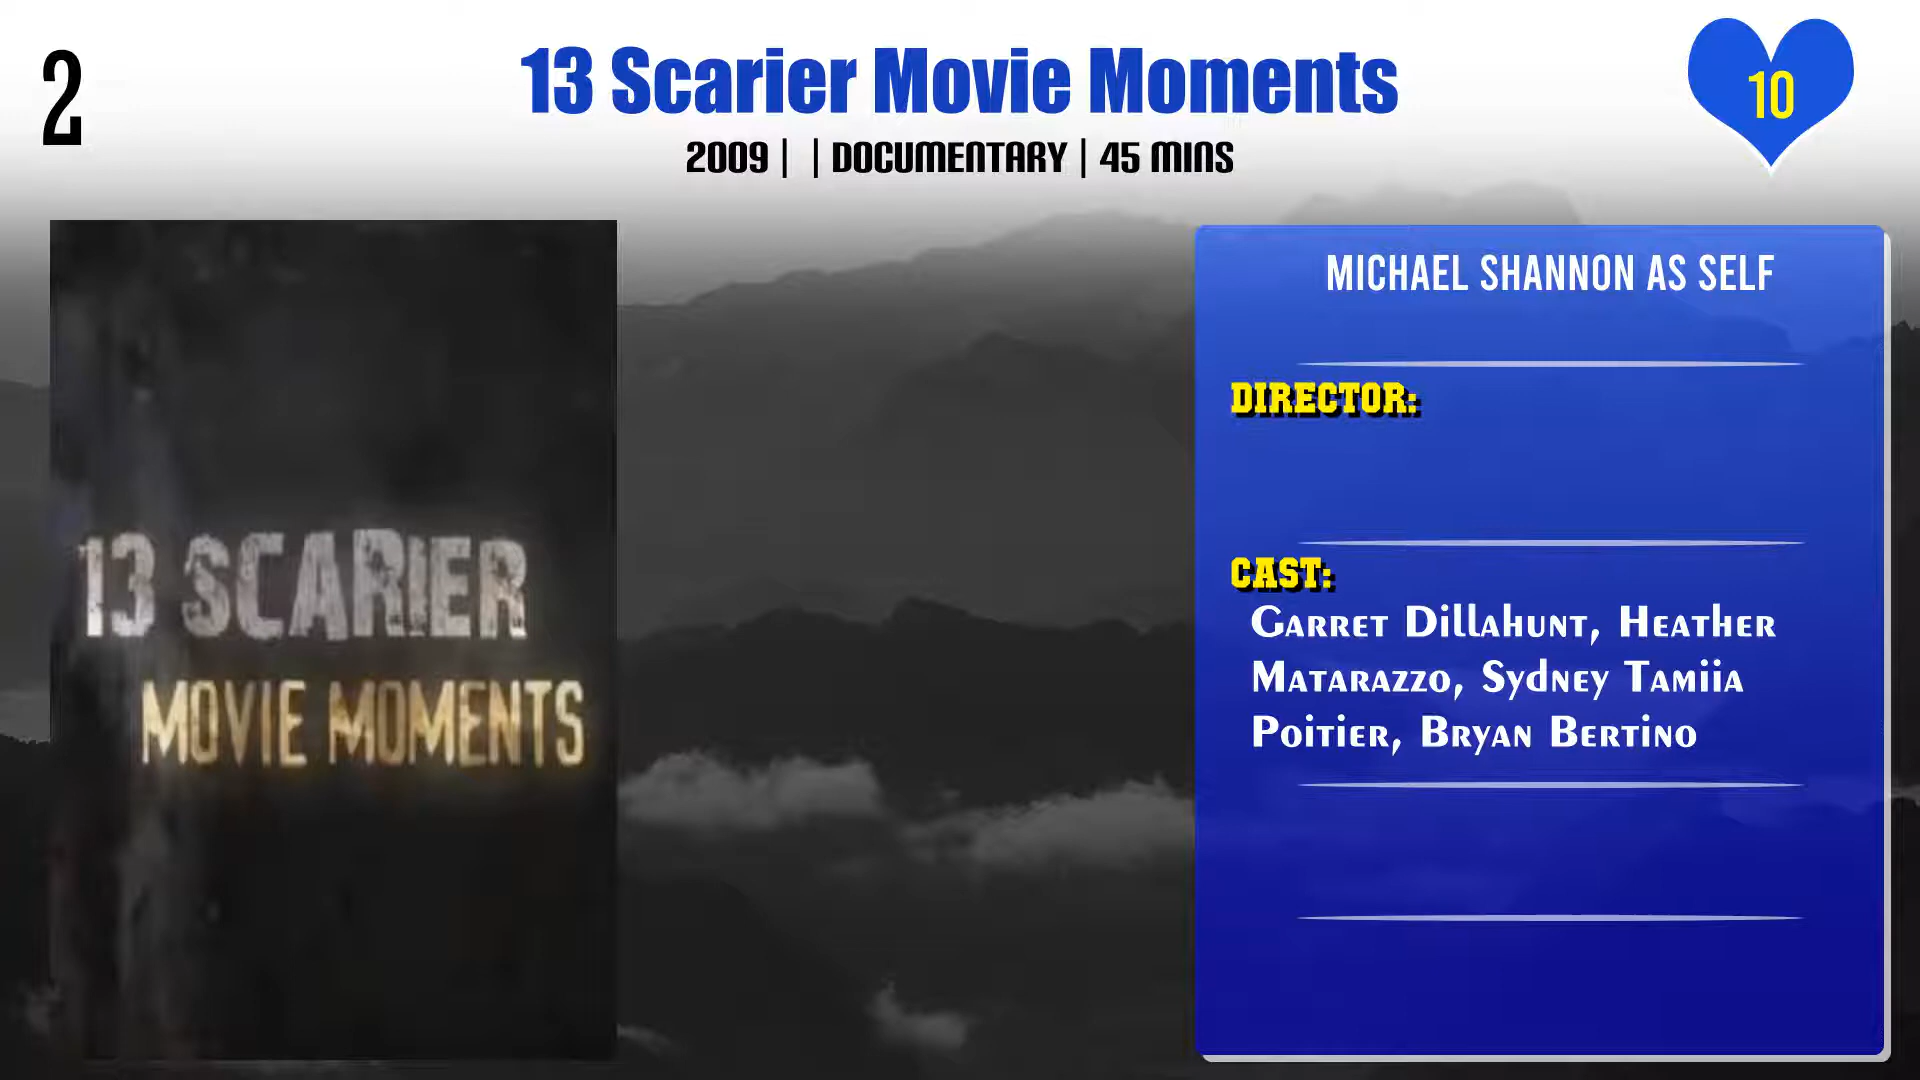 2
13 Scarier Movie Moments
10
2009 | | DOCUMENTARY | 45 MINS
13 SCARIER
MOVIE MOMENTS
MICHAEL SHANNON AS SELF
DIRECTOR:
CAST:
Garret Dillahunt, Heather
Matarazzo, Sydney Tamiia
Poitier, Bryan Bertino